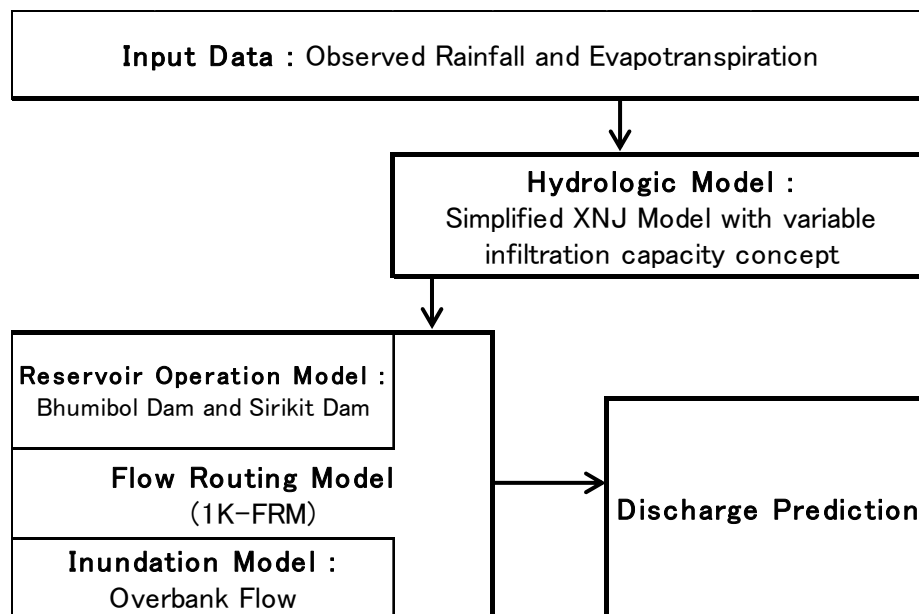 Input Data : Observed Rainfall and Evapotranspiration
Hydrologic Model :
Simplified XNJ Model with variable
infiltration capacity concept
Reservoir Operation Model :
Bhumibol Dam and Sirikit Dam
Flow Routing Model
(1K-FRM)
Discharge Prediction
Inundation Model :
Overbank Flow